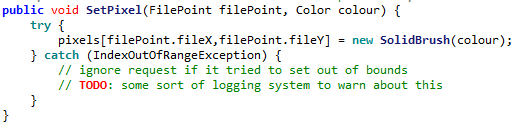 public void SetPixel(FilePoint filePoint, Color colour) {
    try {
        pixels[filePoint.fileX,filePoint.fileY] = new SolidBrush(colour);
    } catch (IndexOutOfRangeException) {
        // ignore request if it tried to set out of bounds
        // TODO: some sort of logging system to warn about this
    }
}